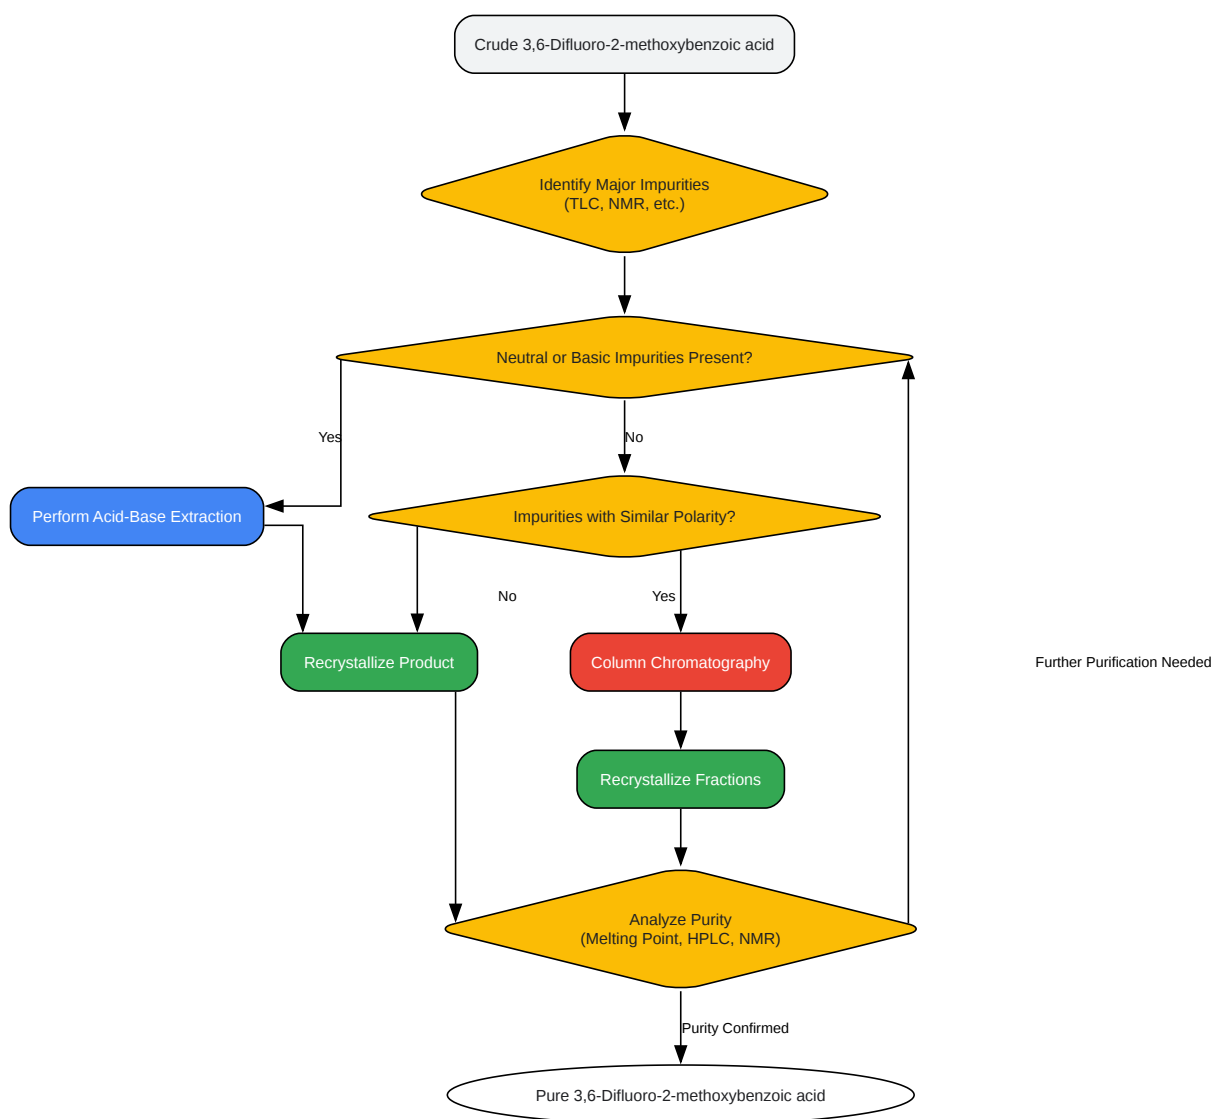 Crude 3,6-Difluoro-2-methoxybenzoic acid
Identify Major Impurities
(TLC, NMR, etc.)
Neutral or Basic Impurities Present?
Yes
No
Perform Acid-Base Extraction
Impurities with Similar Polarity?
No
Yes
Recrystallize Product
Column Chromatography
Further Purification Needed
Recrystallize Fractions
Analyze Purity
(Melting Point, HPLC, NMR)
Purity Confirmed
Pure 3,6-Difluoro-2-methoxybenzoic acid